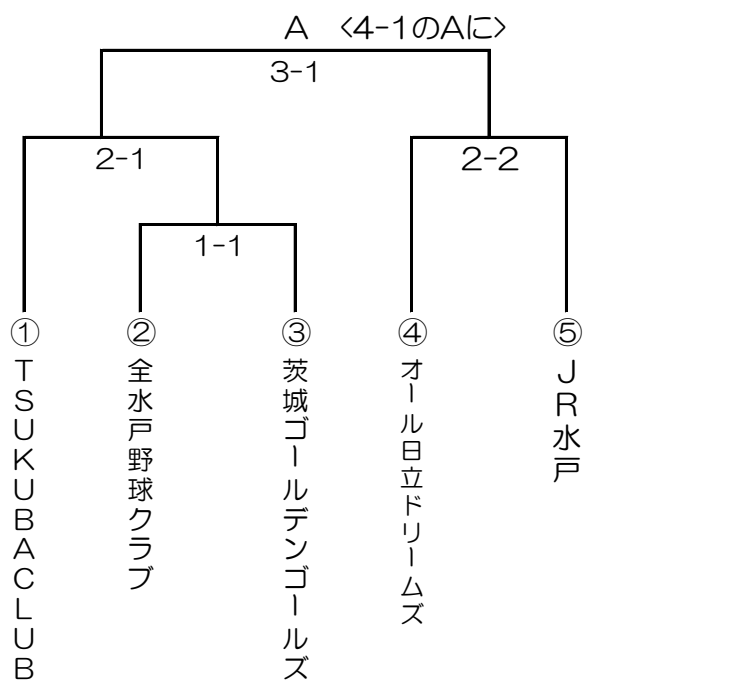 A　<4-1のAに>
3-1
2-1
2-2
1-1
①
TSUKUBACLUB
②
全水戸野球クラブ
③
茨城ゴールデンゴールズ
④
オール日立ドリームズ
⑤
JR水戸